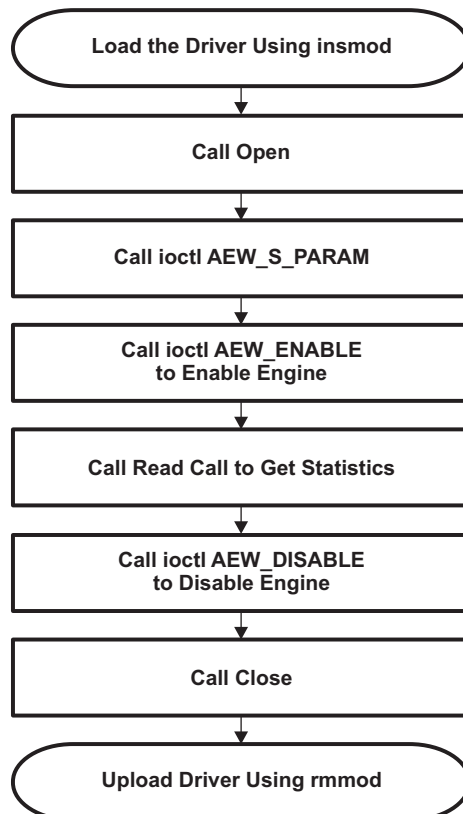 Load the Driver Using insmod
Call Open
Call ioctl AEW_S_PARAM
Call ioctl AEW_ENABLE
to Enable Engine
Call Read Call to Get Statistics
Call ioctl AEW_DISABLE
to Disable Engine
Call Close
Upload Driver Using rmmod